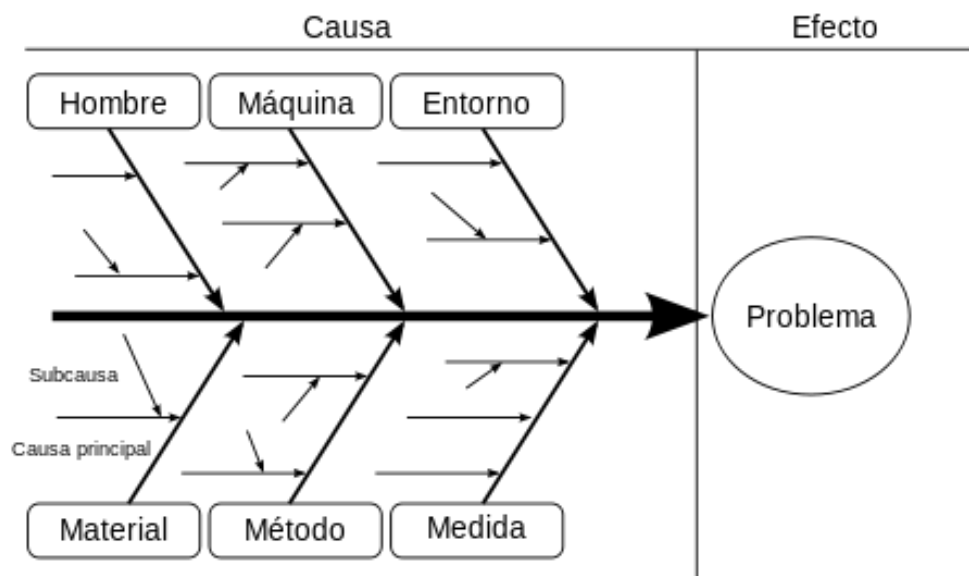 Causa
Efecto
Hombre
Máquina
Entorno
Problema
Subcausa
Causa principal
Material
Método
Medida